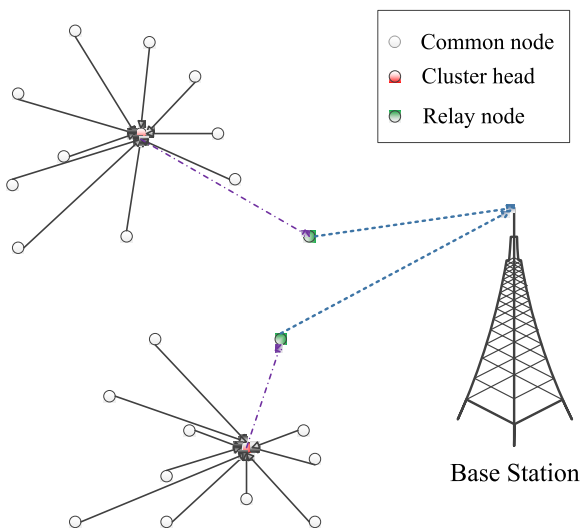 Common node
Cluster head
Relay node
Base Station